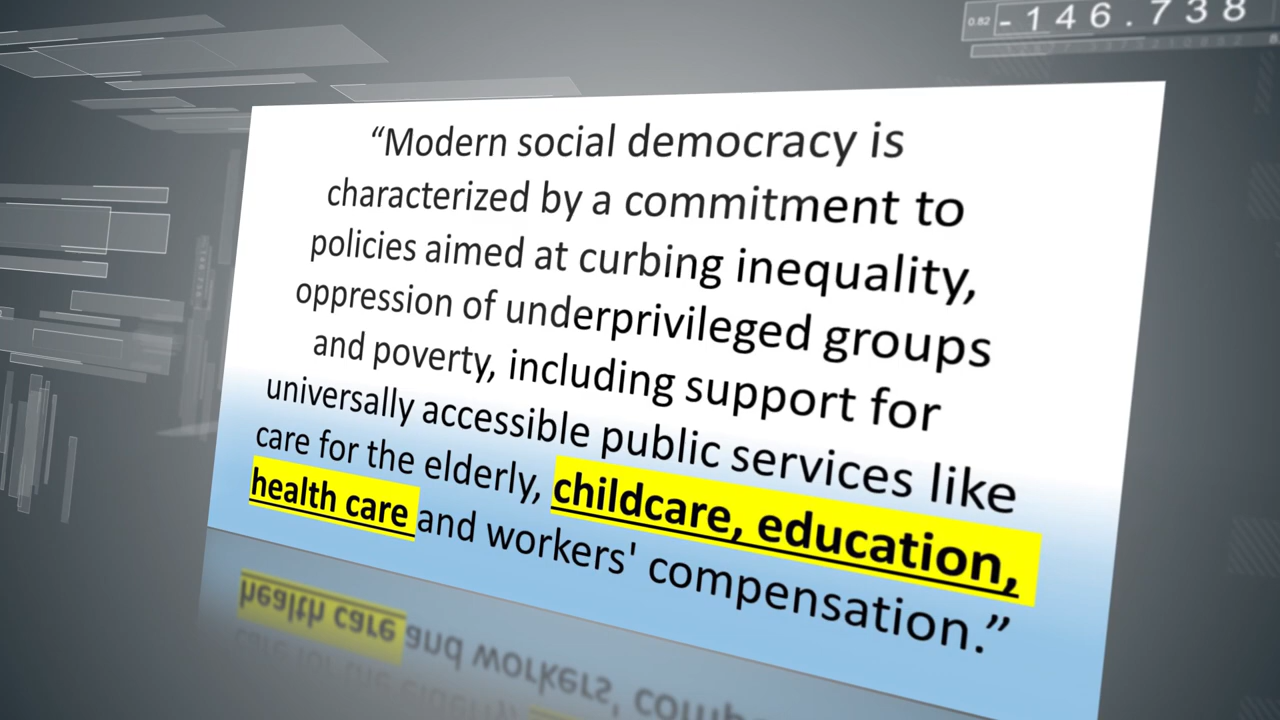 0.82 -146.738
“Modern social democracy is
characterized by a commitment to
policies aimed at curbing inequality,
oppression of underprivileged groups
and poverty, including support for
universally accessible public services like
care for the elderly, childcare, education,
health care and workers' compensation.”